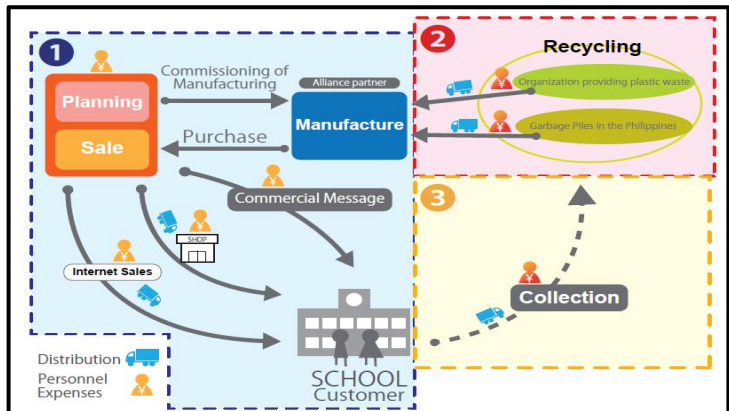 1
Planning
Sale
Commissioning of
Manufacturing
Purchase
Alliance partner
Manufacture
2
Recycling
Organization providing plastic waste
Garbage Piles in the Philippines
Commercial Message
SHOP
Internet Sales
3
Collection
SCHOOL
Customer
Distribution
Personnel
Expenses
¥
¥
¥
¥
¥
¥
¥
¥